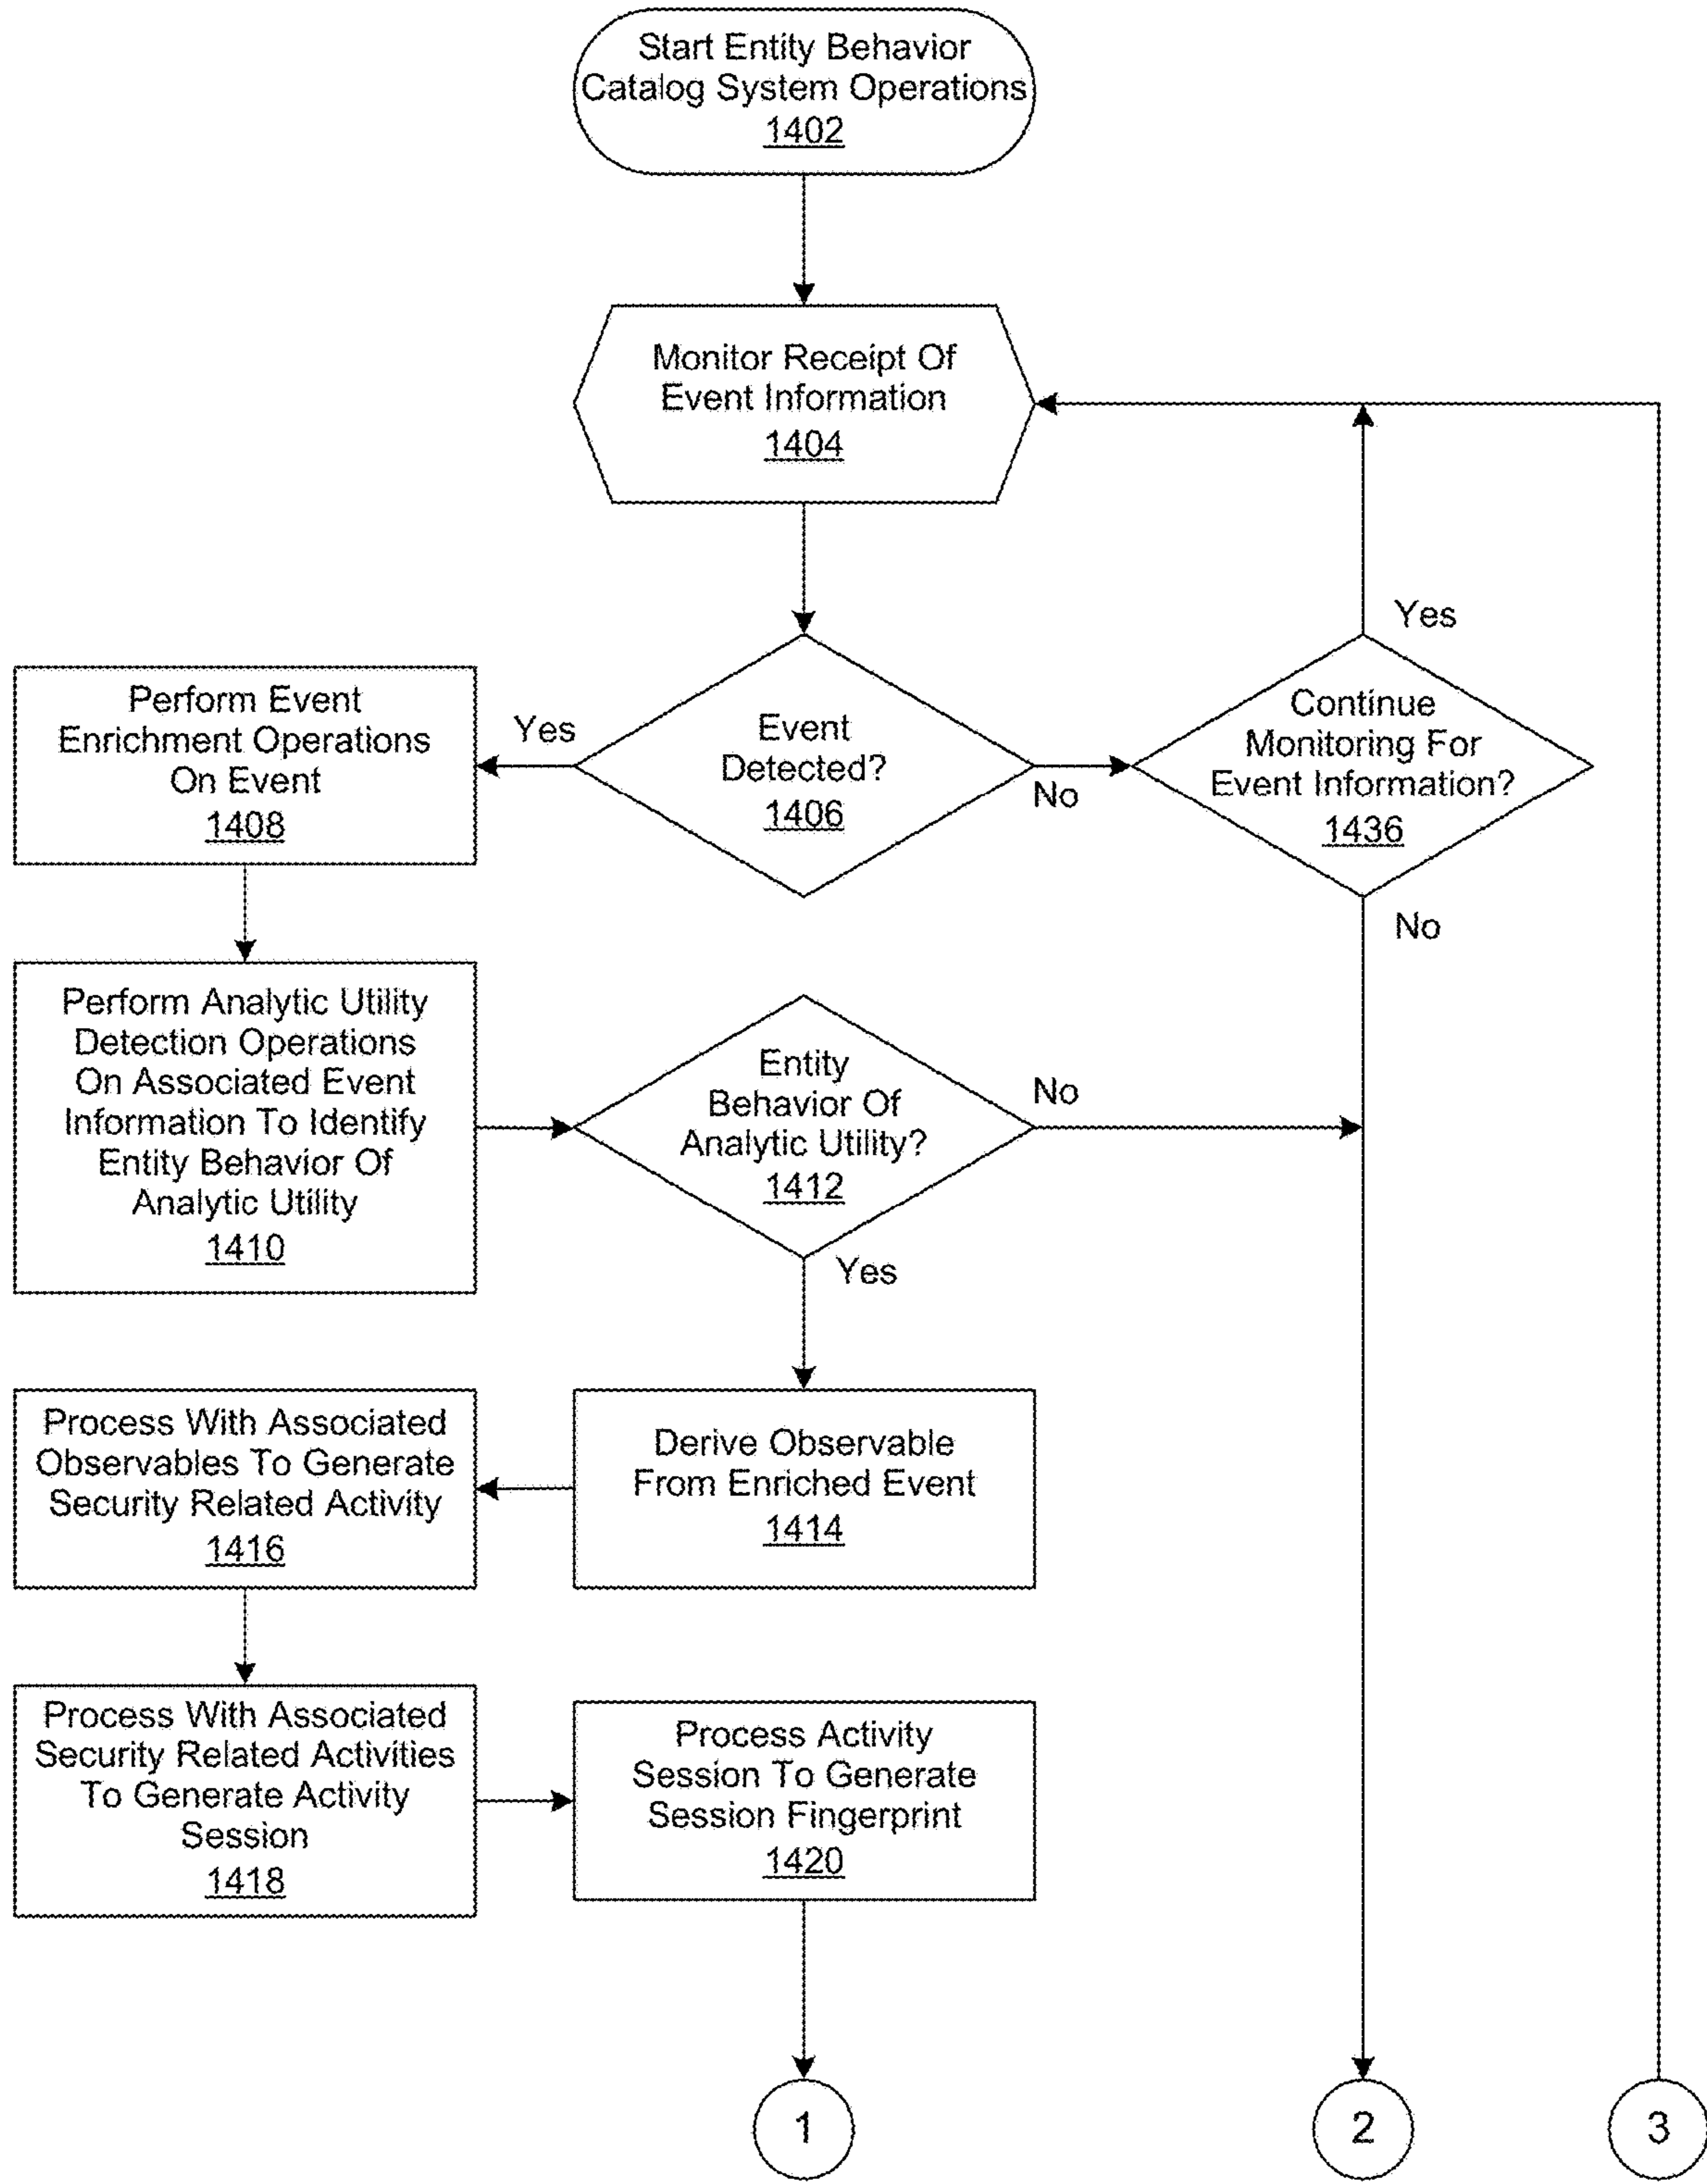 Start Entity Behavior
Catalog System Operations
1402
Monitor Receipt Of
Event Information
1404
Yes
Perform Event
Enrichment Operations
On Event
1408
Yes
Event
Detected?
1406
No
Continue
Monitoring For
Event Information?
1436
No
Perform Analytic Utility
Detection Operations
On Associated Event
Information To Identify
Entity Behavior Of
Analytic Utility
1410
Entity
Behavior Of
Analytic Utility?
1412
No
Yes
Process With Associated
Observables To Generate
Security Related Activity
1416
Derive Observable
From Enriched Event
1414
Process With Associated
Security Related Activities
To Generate Activity
Session
1418
Process Activity
Session To Generate
Session Fingerprint
1420
1
2
3